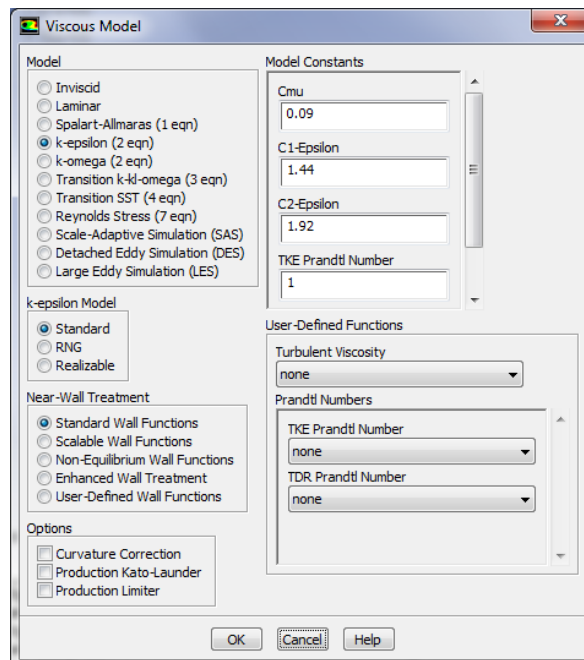 Viscous Model
Model
Inviscid
Laminar
Spalart-Allmaras (1 eqn)
k-epsilon (2 eqn)
k-omega (2 eqn)
Transition k-kl-omega (3 eqn)
Transition SST (4 eqn)
Reynolds Stress (7 eqn)
Scale-Adaptive Simulation (SAS)
Detached Eddy Simulation (DES)
Large Eddy Simulation (LES)
k-epsilon Model
Standard
RNG
Realizable
Near-Wall Treatment
Standard Wall Functions
Scalable Wall Functions
Non-Equilibrium Wall Functions
Enhanced Wall Treatment
User-Defined Wall Functions
Options
Curvature Correction
Production Kato-Launder
Production Limiter
Model Constants
Cmu
0.09
C1-Epsilon
1.44
C2-Epsilon
1.92
TKE Prandtl Number
1
User-Defined Functions
Turbulent Viscosity
none
Prandtl Numbers
TKE Prandtl Number
none
TDR Prandtl Number
none
OK Cancel Help